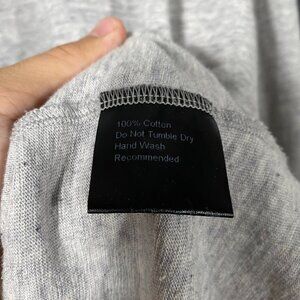 100% Cotton
Do Not Tumble Dry
Hand Wash
Recommended